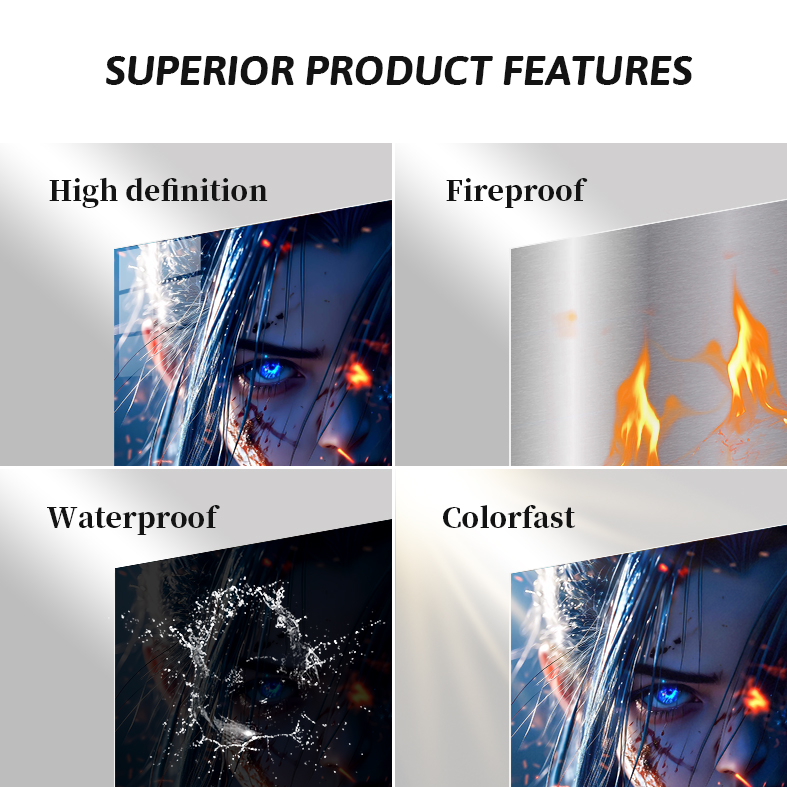 SUPERIOR PRODUCT FEATURES
High definition
Fireproof
Waterproof
Colorfast